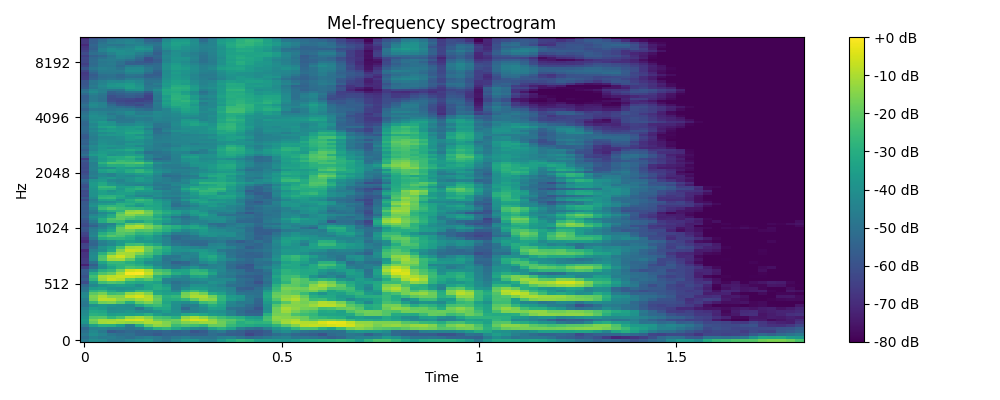 Mel-frequency spectrogram
Hz
8192
4096
2048
1024
512
0
0 0.5 1 1.5
Time
+0 dB
-10 dB
-20 dB
-30 dB
-40 dB
-50 dB
-60 dB
-70 dB
-80 dB